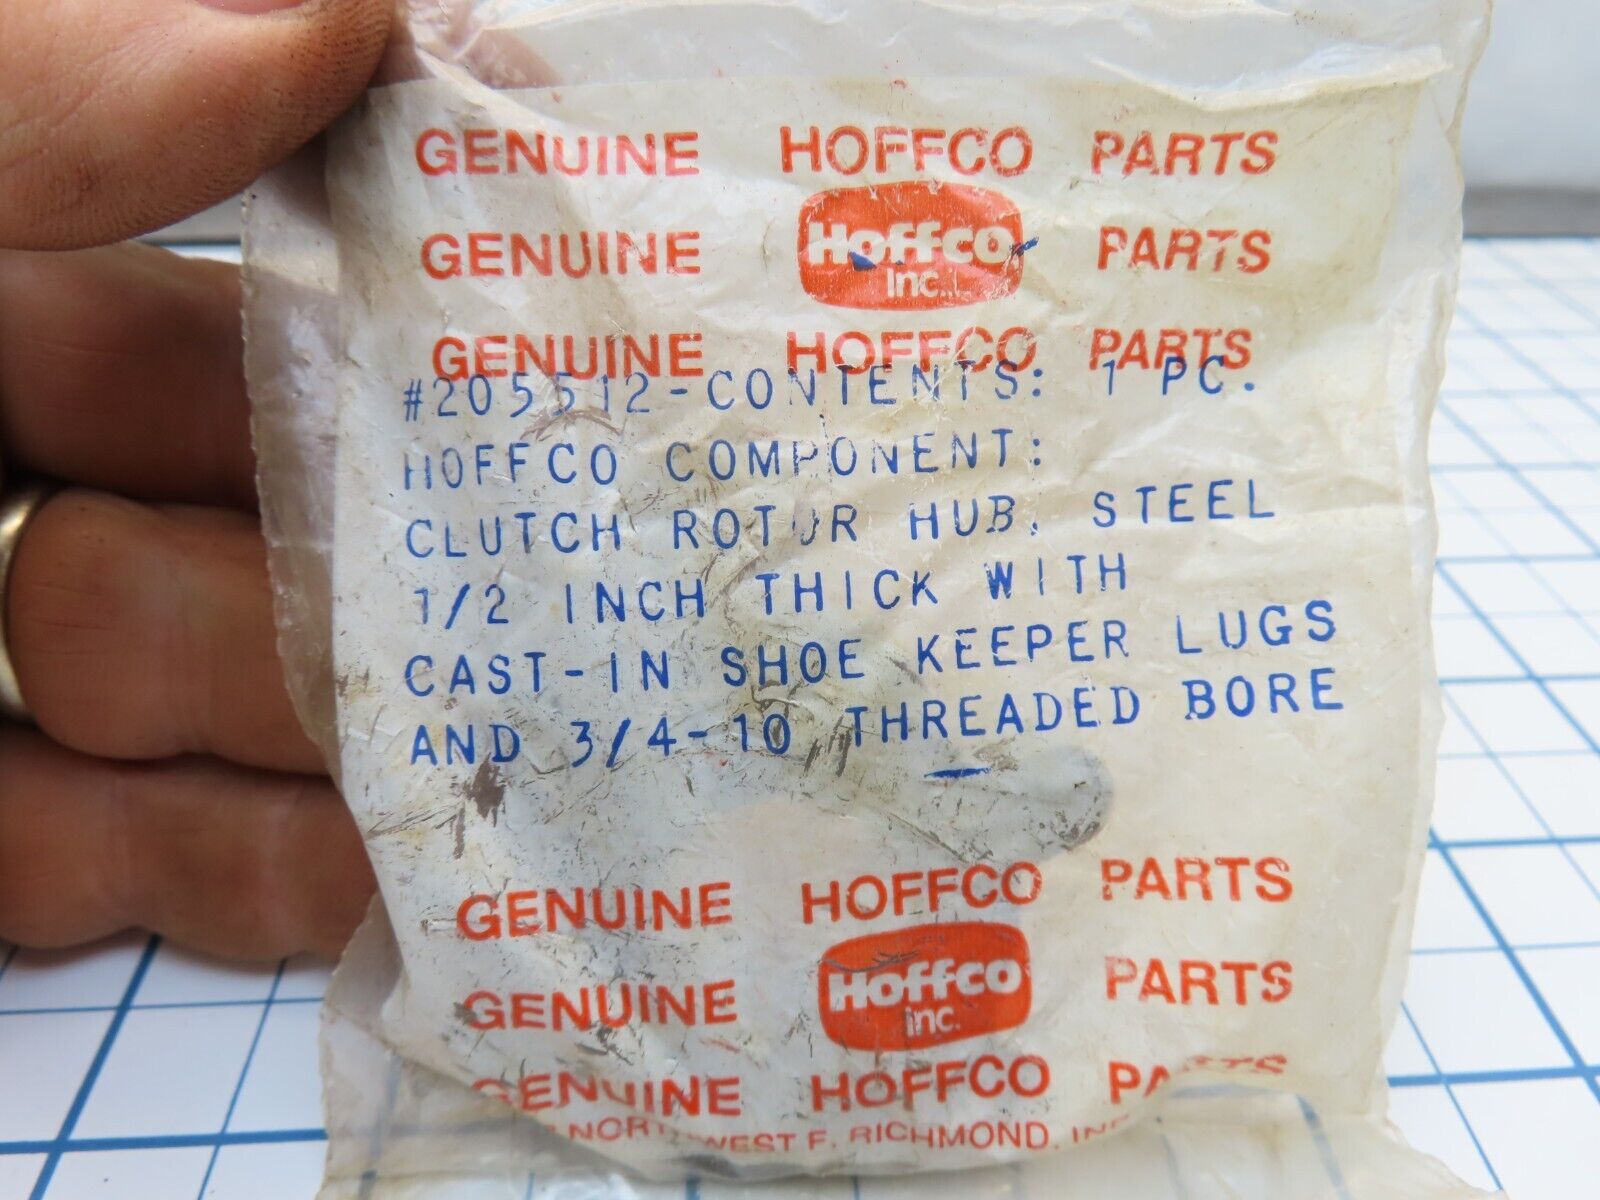 GENUINE HOFFCO PARTS
GENUINE Hoffco Inc. PARTS
GENUINE HOFFCO PARTS
#205512-CONTENTS: 1 PC.
HOFFCO COMPONENT:
CLUTCH ROTOR HUB, STEEL
1/2 INCH THICK WITH
CAST-IN SHOE KEEPER LUGS
AND 3/4-10 THREADED BORE
GENUINE HOFFCO PARTS
GENUINE Hoffco Inc. PARTS
GENUINE HOFFCO PARTS
NORTHWEST F. RICHMOND,